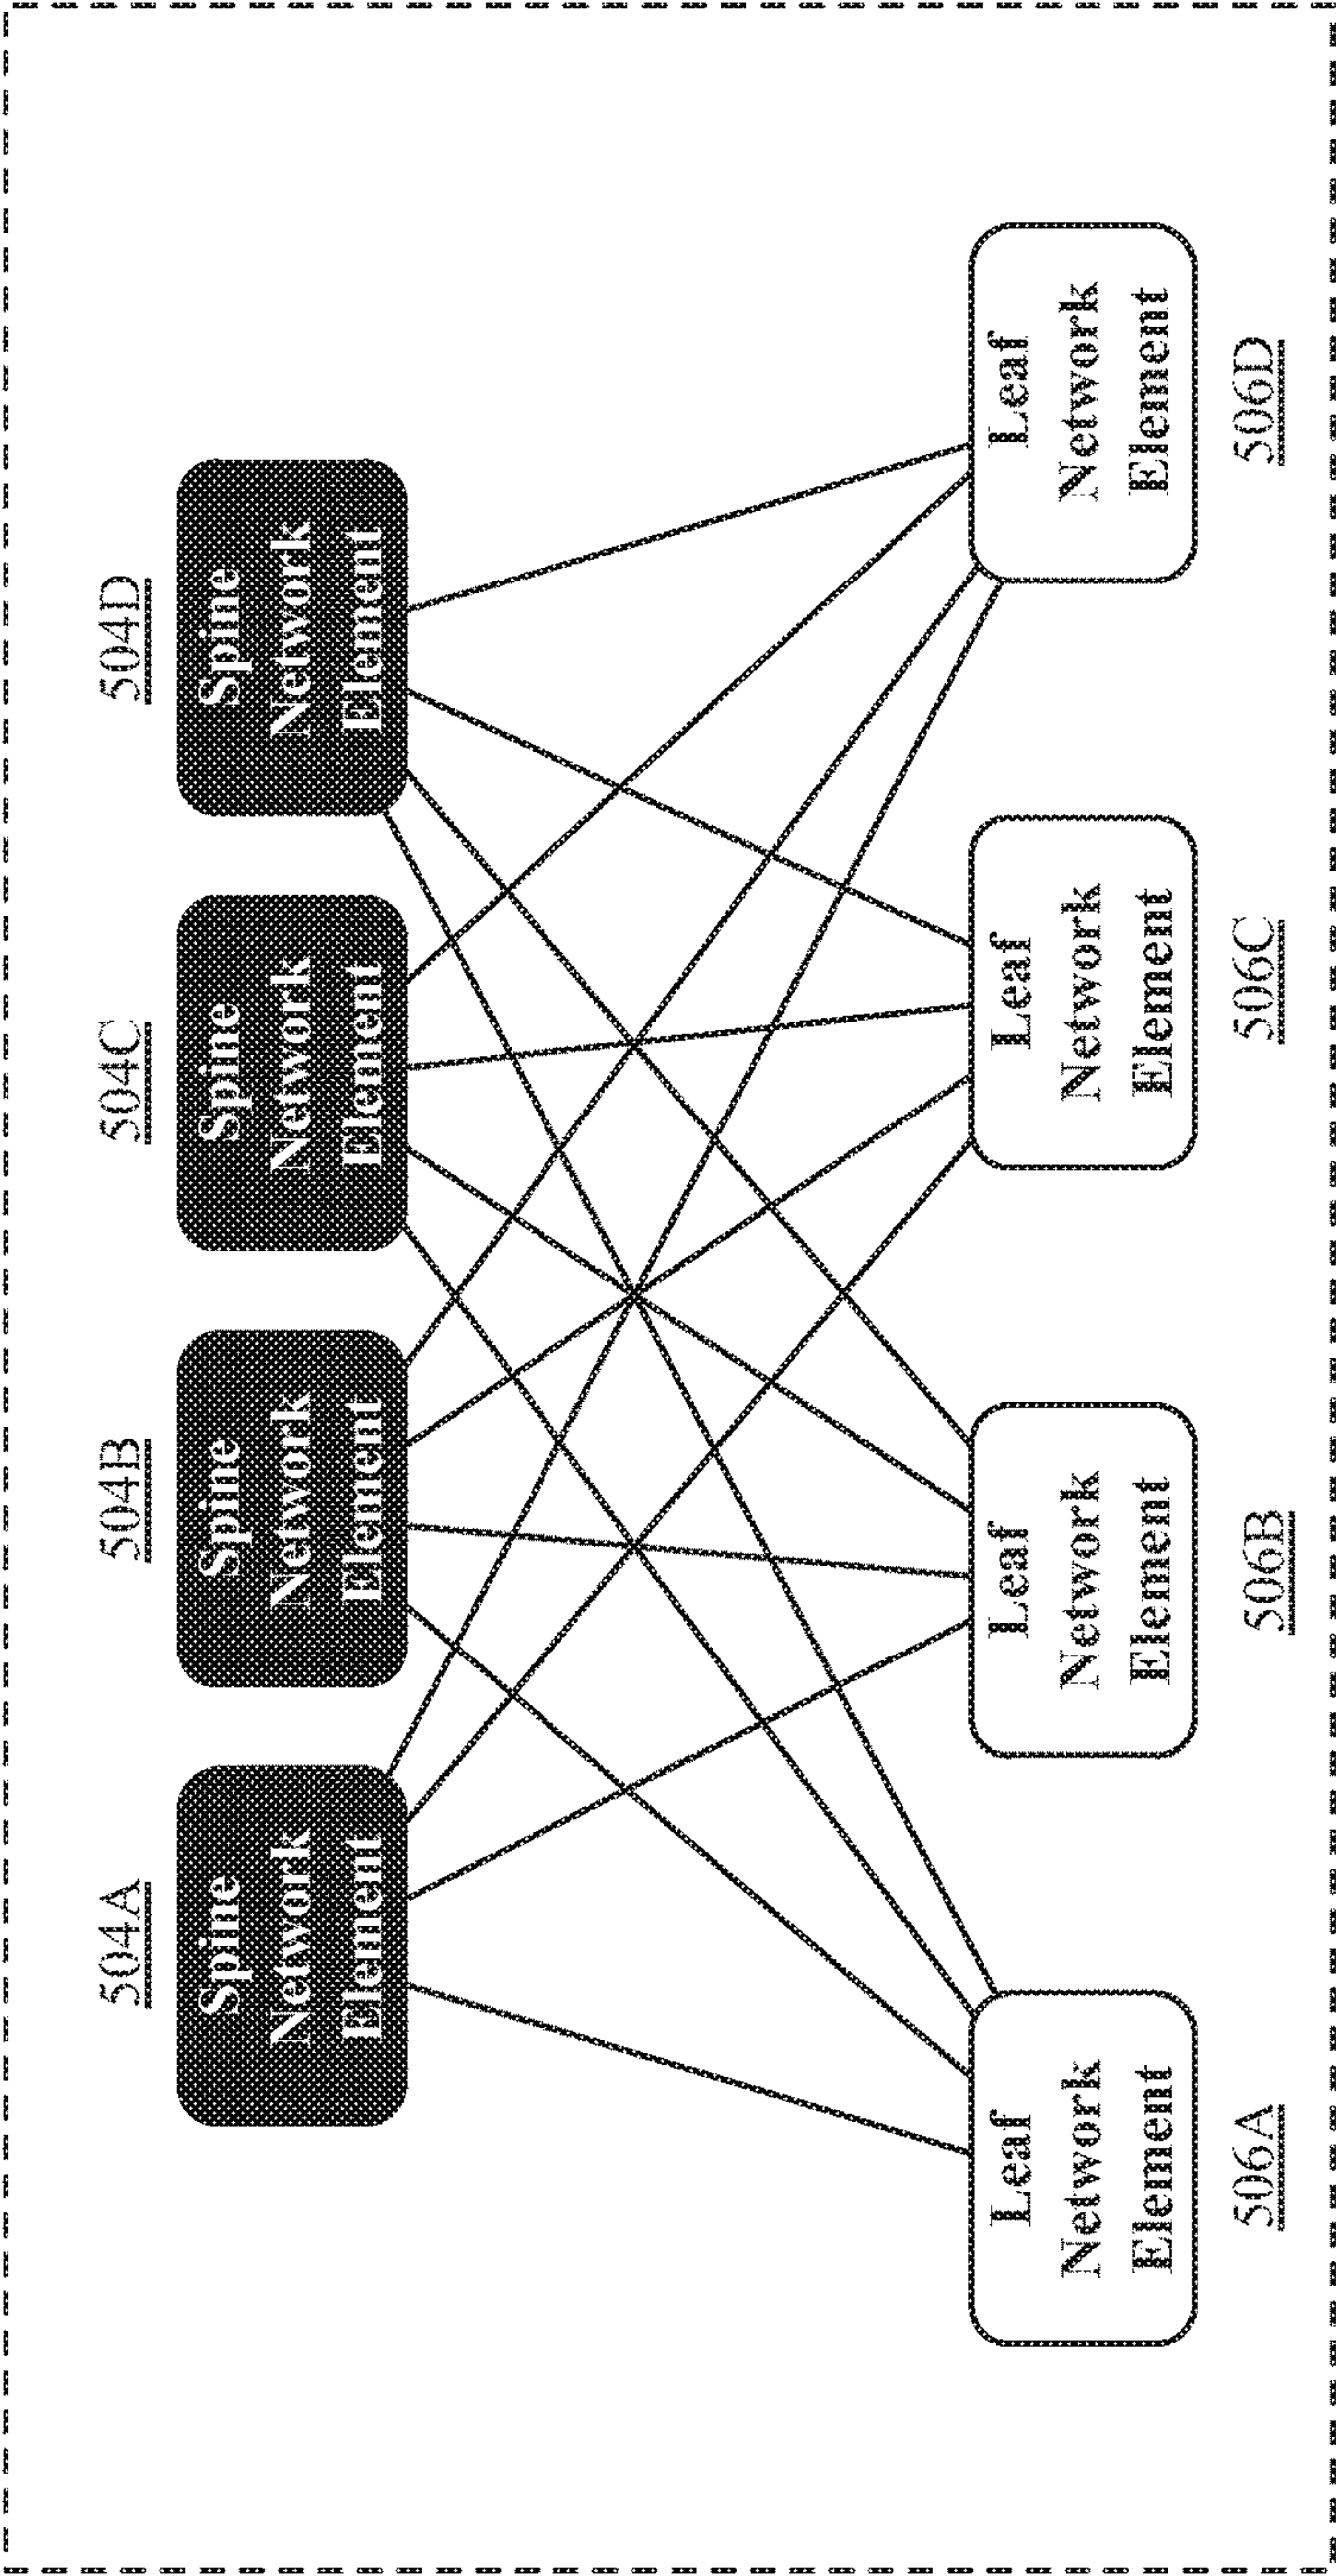 504A
504B
504C
504D
Spine
Network
Element
Spine
Network
Element
Spine
Network
Element
Spine
Network
Element
Leaf
Network
Element
Leaf
Network
Element
Leaf
Network
Element
Leaf
Network
Element
506A
506B
506C
506D